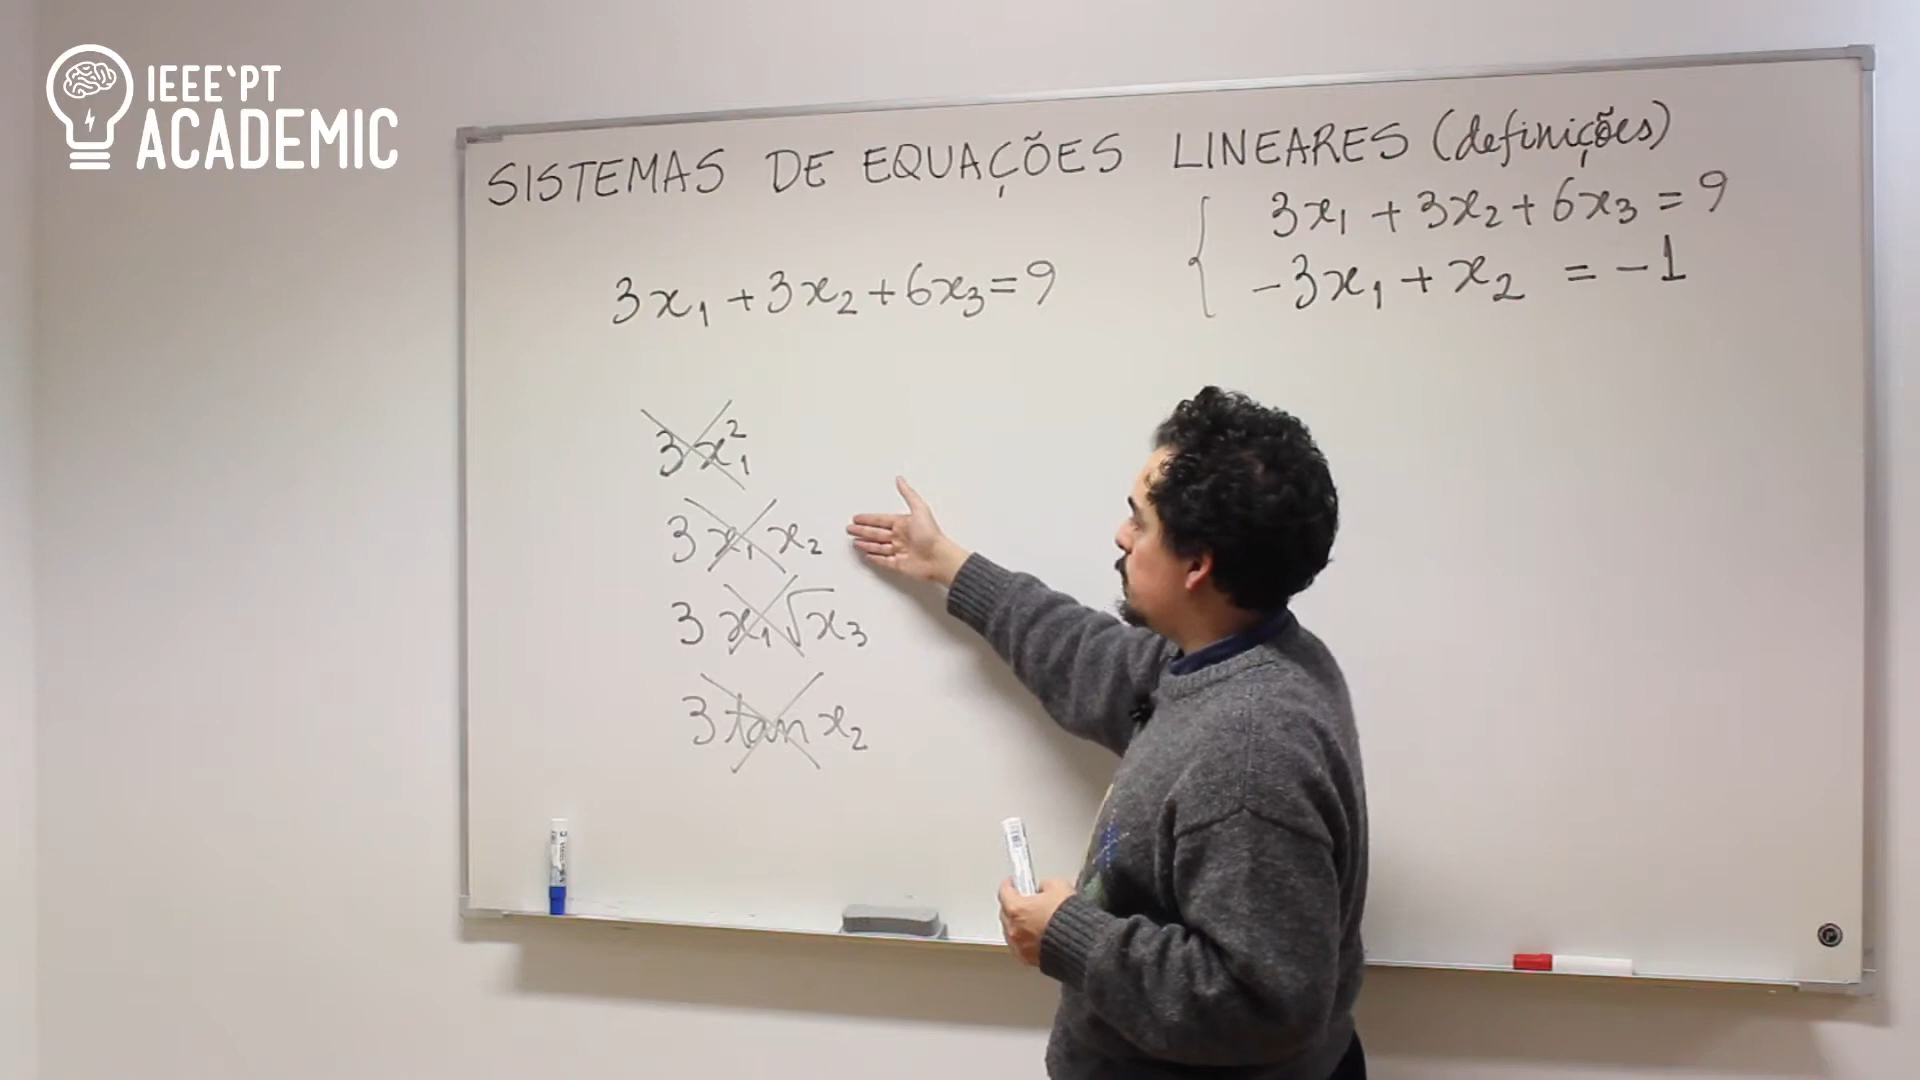 IEEE'PT
ACADEMIC
SISTEMAS DE EQUAÇÕES LINEARES (definições)
3x₁ + 3x₂ + 6x₃ = 9
3x₁ + 3x₂ + 6x₃ = 9
-3x₁ + x₂ = -1
3x₁²
3x₁x₂
3x₁√x₃
3 tan x₂